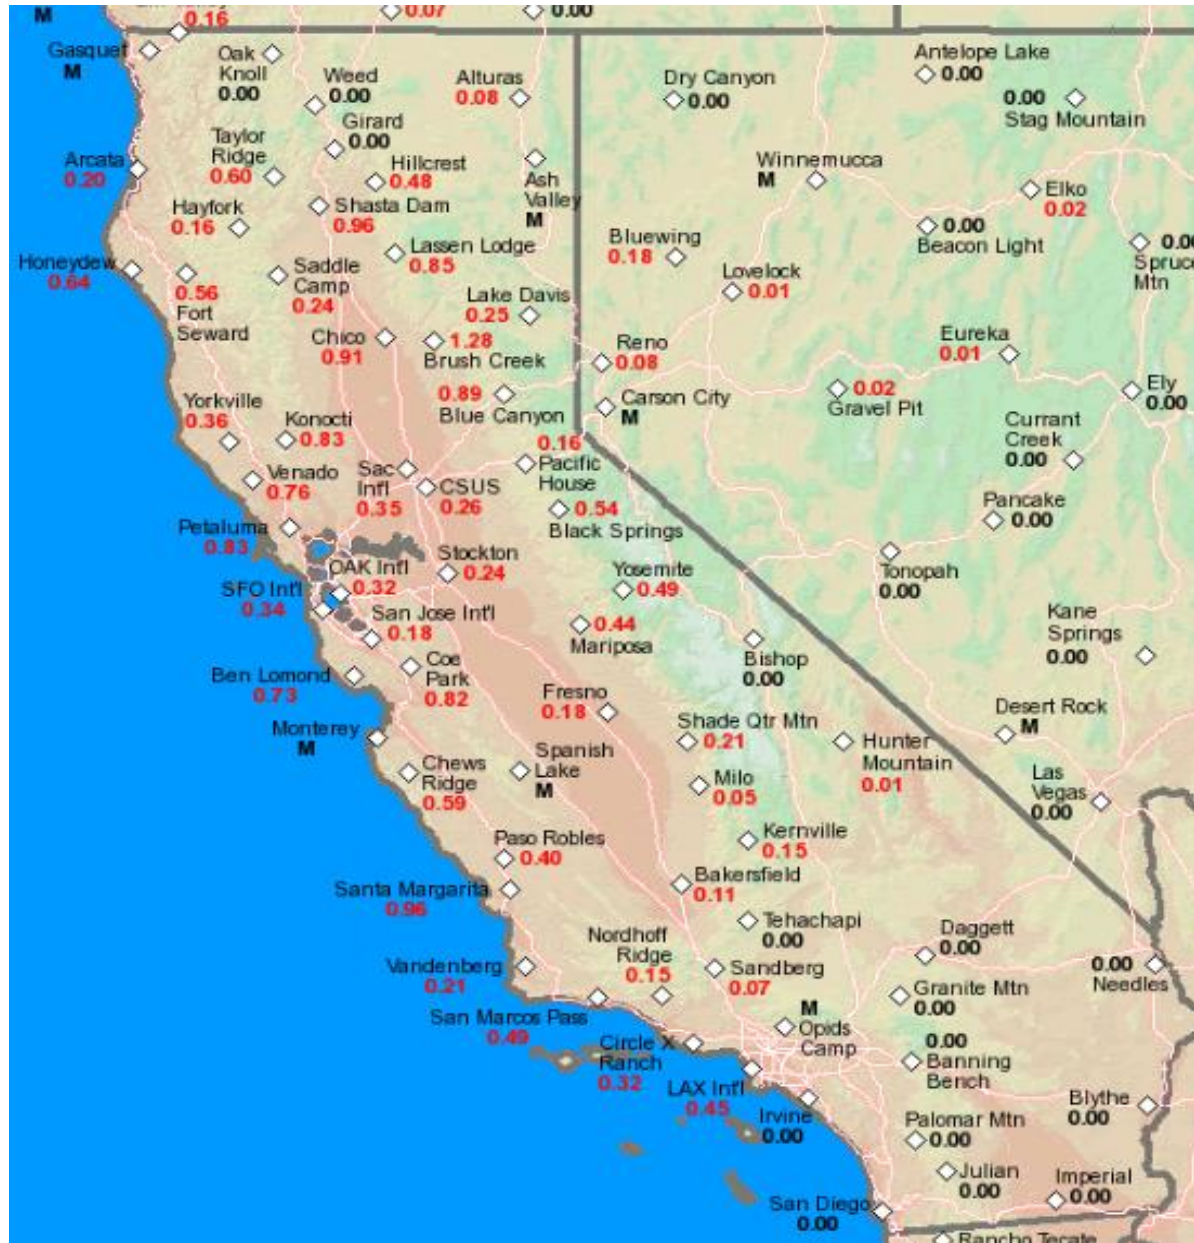 M
0.16
0.07
0.00
Gasquet
M
Oak
Knoll
0.00
Weed
0.00
Alturas
0.08
Dry Canyon
0.00
Antelope Lake
0.00
0.00
Stag Mountain
Girard
0.00
Arcata
0.20
Taylor
Ridge
0.60
Hillcrest
0.48
Ash
Valley
M
Winnemucca
M
Elko
0.02
Hayfork
0.16
Shasta Dam
0.96
Lassen Lodge
0.85
Bluewing
0.18
0.00
Beacon Light
0.00
Spruce
Mtn
Honeydew
0.64
0.56
Fort
Seward
Saddle
Camp
0.24
Lovelock
0.01
Lake Davis
0.25
Chico
0.91
1.28
Brush Creek
Reno
0.08
Eureka
0.01
0.89
Blue Canyon
Carson City
M
0.02
Gravel Pit
Ely
0.00
Yorkville
0.36
Konocti
0.83
0.16
Pacific
House
Currant
Creek
0.00
Venado
0.76
Sac
Int'l
0.35
CSUS
0.26
0.54
Black Springs
Pancake
0.00
Petaluma
0.83
OAK Int'l
0.32
Stockton
0.24
Yosemite
0.49
Tonopah
0.00
SFO Int'l
0.34
San Jose Int'l
0.18
0.44
Mariposa
Kane
Springs
0.00
Ben Lomond
0.73
Coe
Park
0.82
Bishop
0.00
Fresno
0.18
Monterey
M
Shade Qtr Mtn
0.21
Hunter
Mountain
0.01
Desert Rock
M
Chews
Ridge
0.59
Spanish
Lake
M
Milo
0.05
Las
Vegas
0.00
Paso Robles
0.40
Kernville
0.15
Santa Margarita
0.96
Bakersfield
0.11
Tehachapi
0.00
Vandenberg
0.21
Nordhoff
Ridge
0.15
Sandberg
0.07
Daggett
0.00
0.00
Needles
San Marcos Pass
0.49
M
Opids
Camp
Granite Mtn
0.00
Circle X
Ranch
0.32
0.00
Banning
Bench
LAX Int'l
0.45
Irvine
0.00
Blythe
0.00
Palomar Mtn
0.00
Julian
0.00
Imperial
0.00
San Diego
0.00
Rancho Tecate